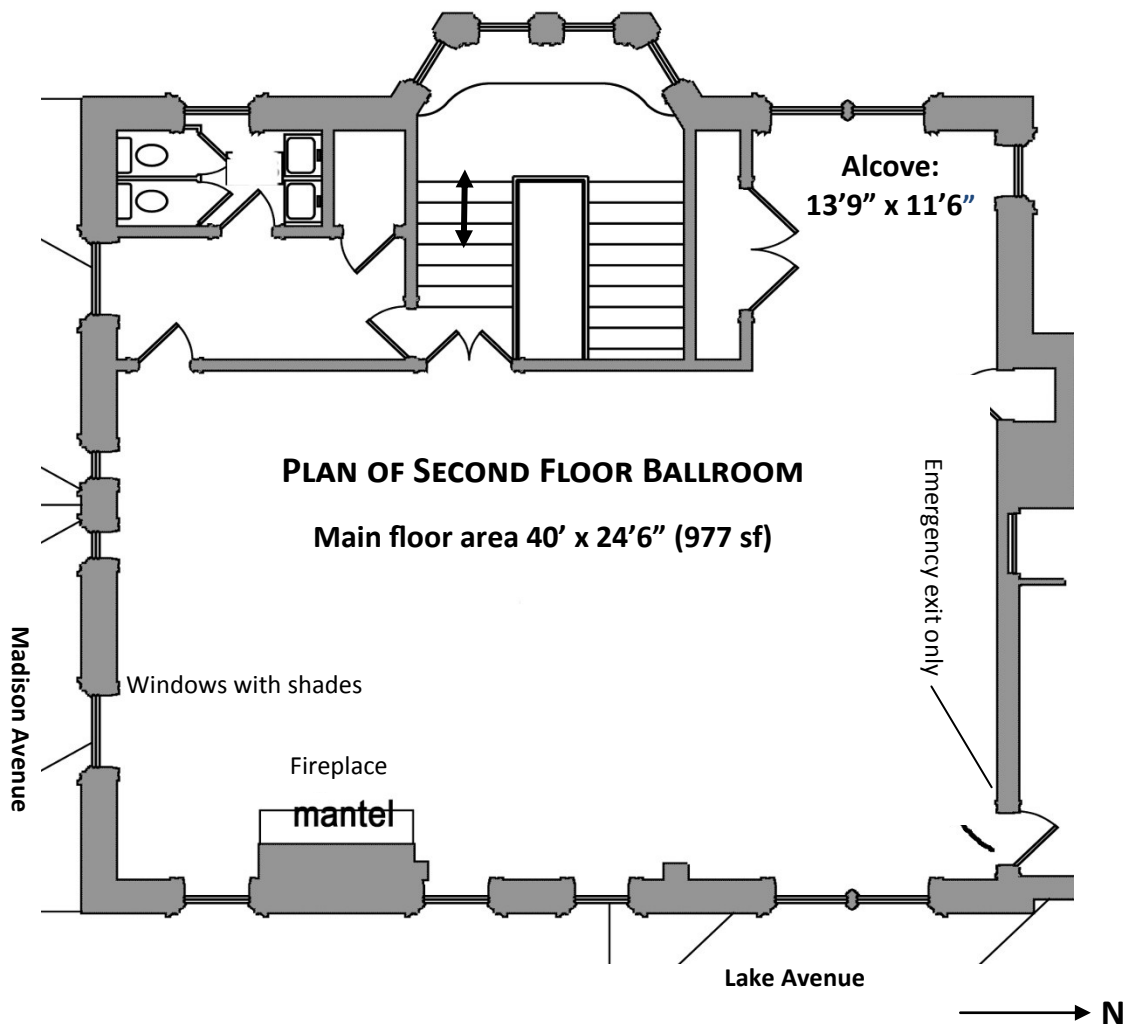 Alcove:
13’9” x 11’6”
PLAN OF SECOND FLOOR BALLROOM
Main floor area 40’ x 24’6” (977 sf)
Emergency exit only
Madison Avenue
Windows with shades
Fireplace
mantel
Lake Avenue
N